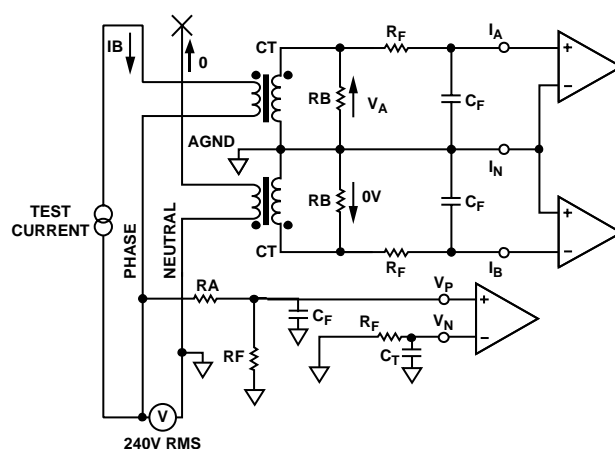 IB
0
CT
RF
IA
+
−
RB
VA
CF
AGND
IN
RB
0V
CF
+
−
CT
RF
IB
TEST
CURRENT
PHASE
NEUTRAL
RA
VP
+
CF
RF
VN
−
RF
CT
V
240V RMS